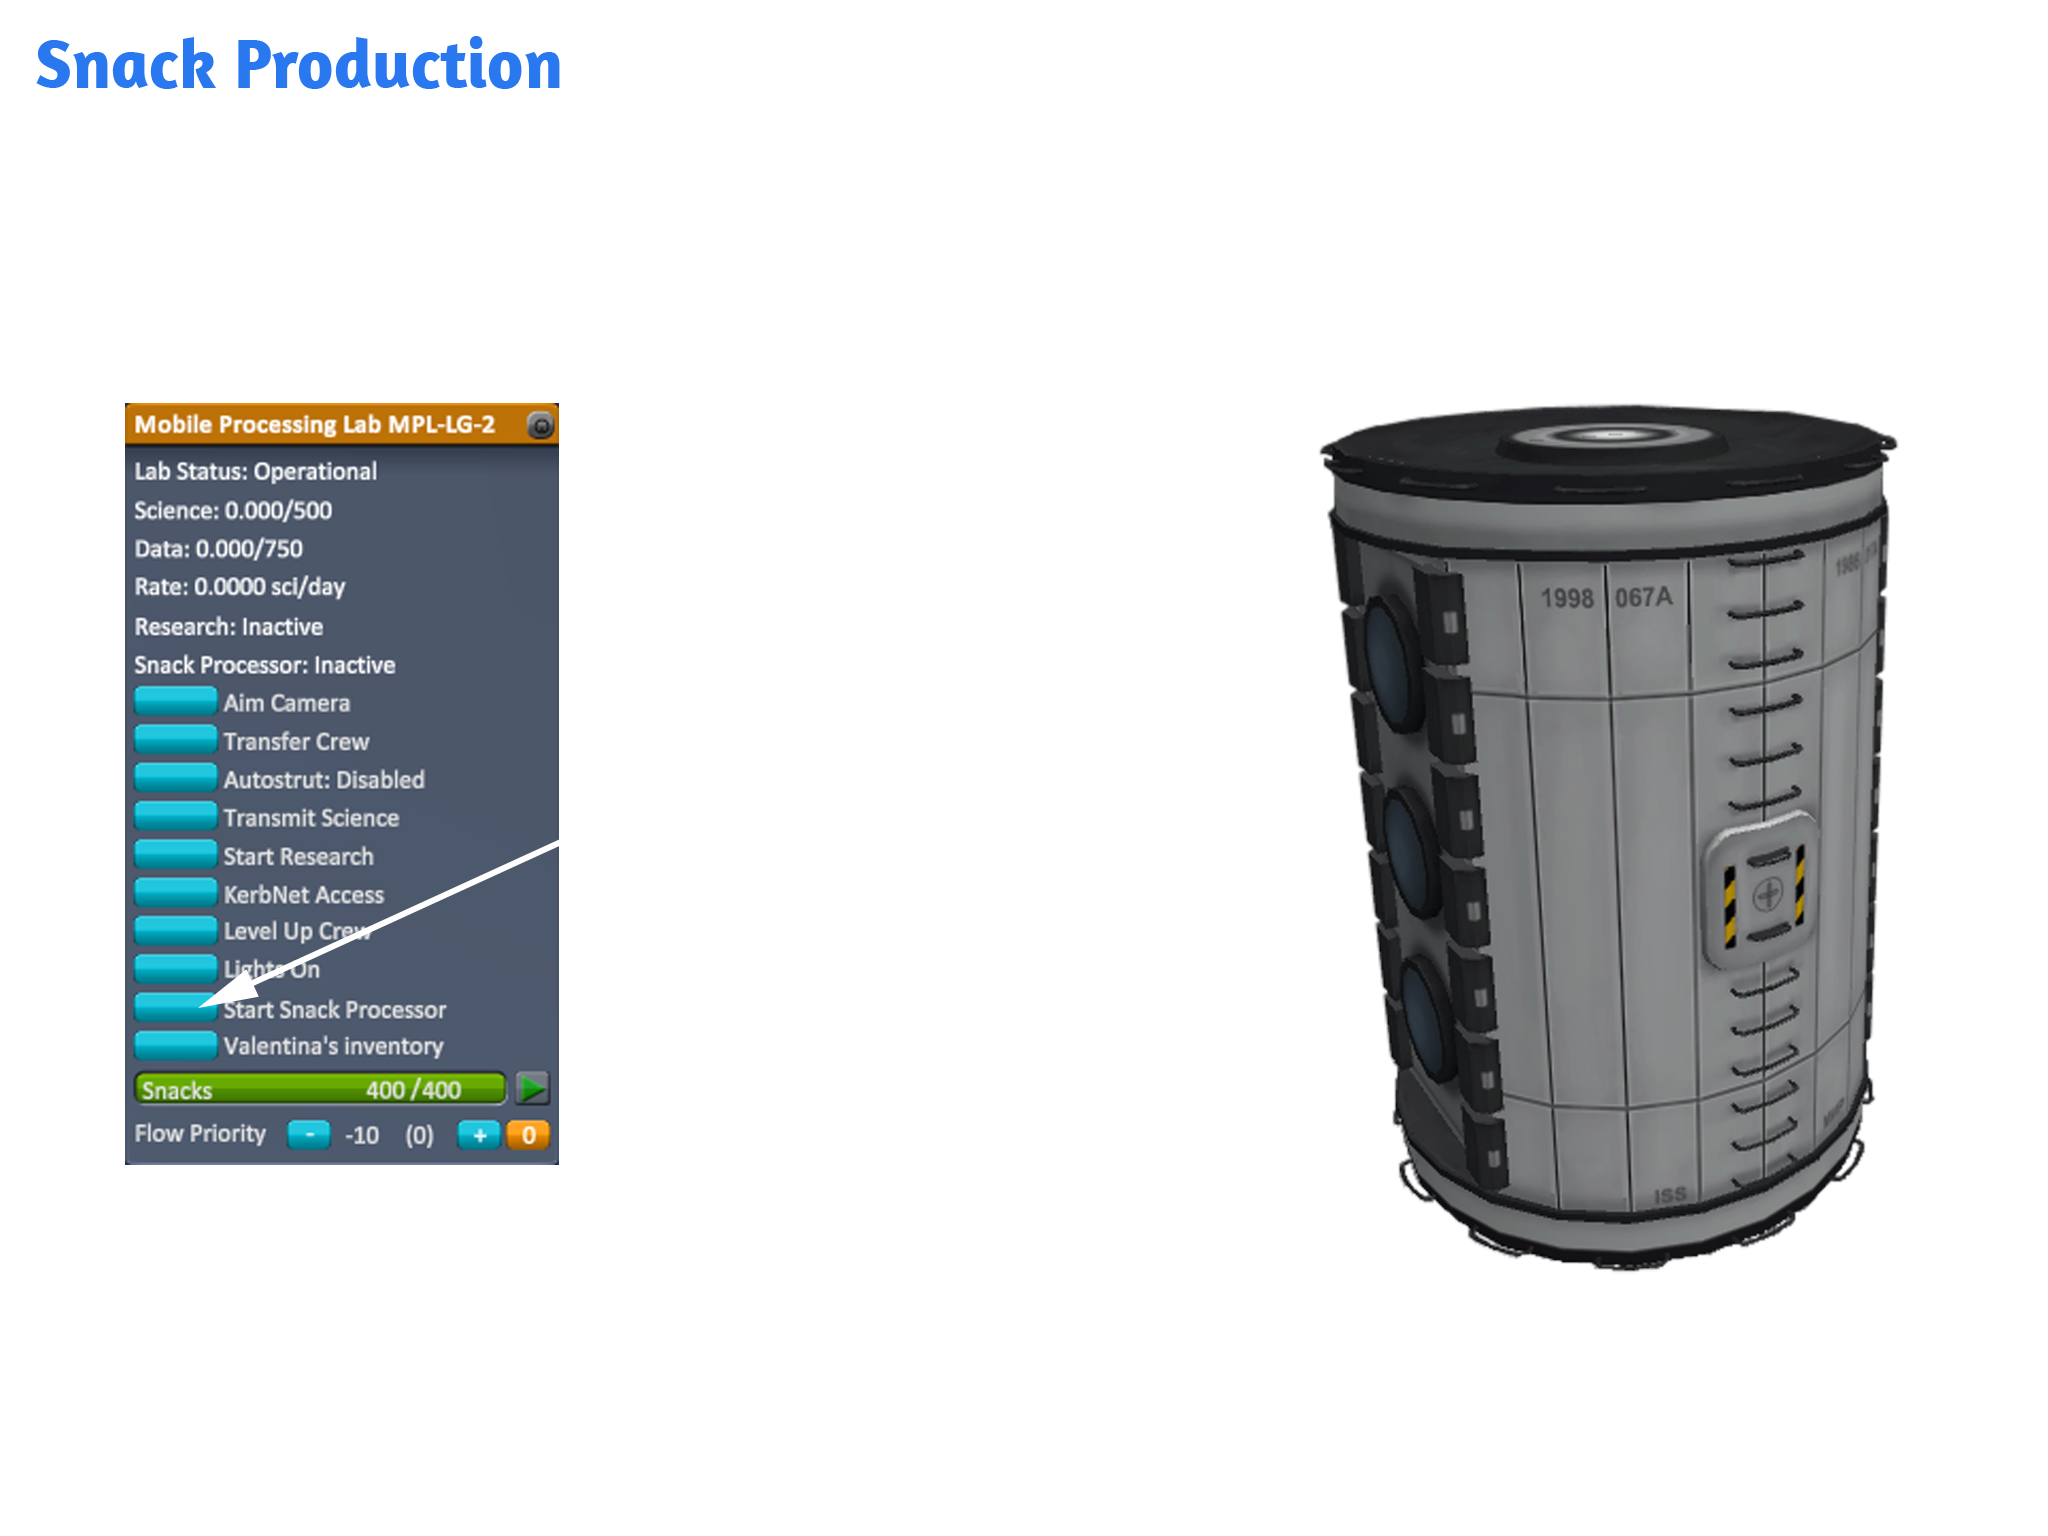 Snack Production
Mobile Processing Lab MPL-LG-2
Lab Status: Operational
Science: 0.000/500
Data: 0.000/750
Rate: 0.0000 sci/day
Research: Inactive
Snack Processor: Inactive
Aim Camera
Transfer Crew
Autostrut: Disabled
Transmit Science
Start Research
KerbNet Access
Level Up Crew
Lights On
Start Snack Processor
Valentina's inventory
Snacks 400 /400
Flow Priority - -10 (0) + 0
1998 067A
1986
ISS